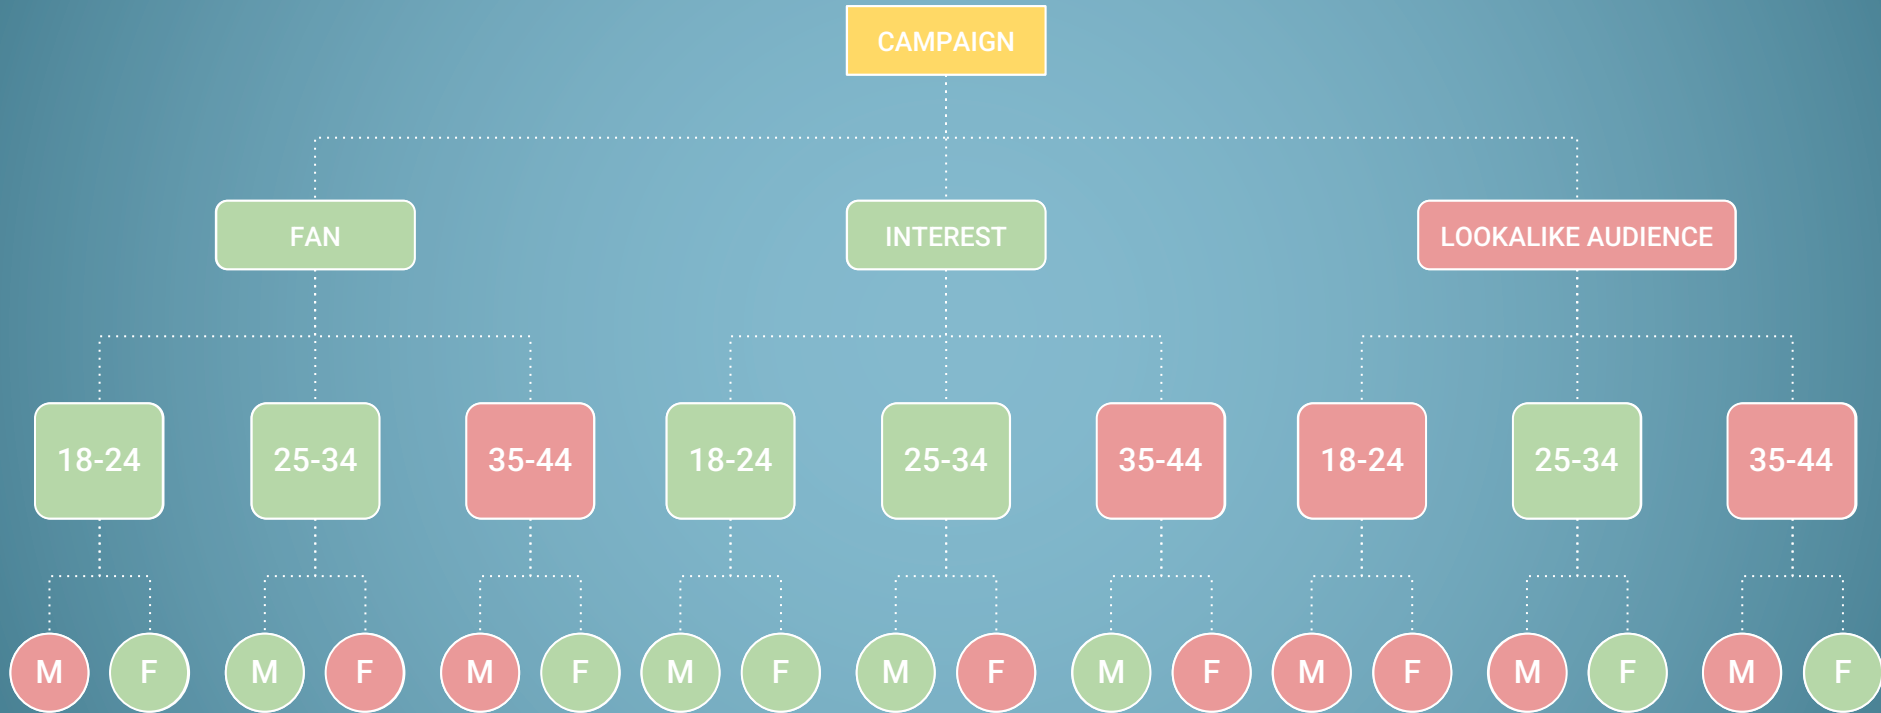 CAMPAIGN
FAN
INTEREST
LOOKALIKE AUDIENCE
18-24
25-34
35-44
18-24
25-34
35-44
18-24
25-34
35-44
M
F
M
F
M
F
M
F
M
F
M
F
M
F
M
F
M
F